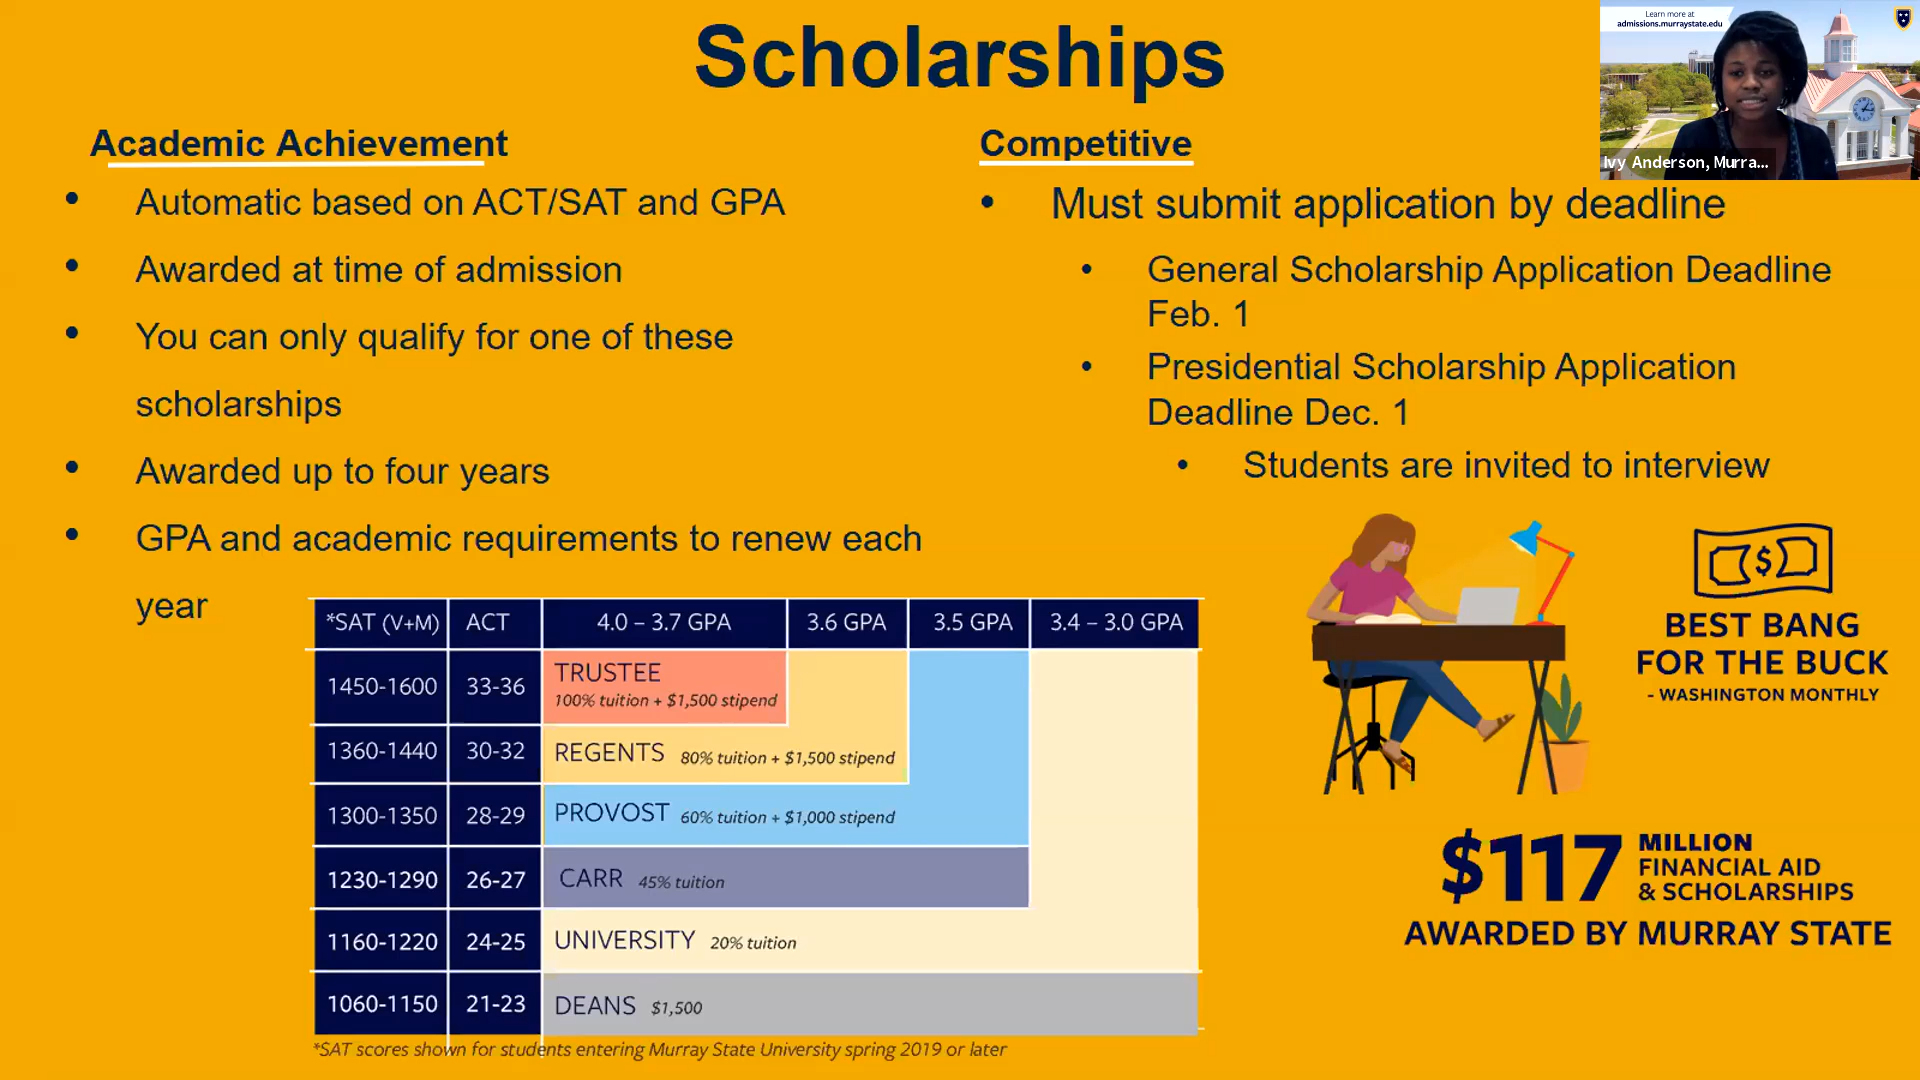 Scholarships
Learn more at
admissions.murraystate.edu
Ivy Anderson, Murra...
Academic Achievement
• Automatic based on ACT/SAT and GPA
• Awarded at time of admission
• You can only qualify for one of these
scholarships
• Awarded up to four years
• GPA and academic requirements to renew each
year
Competitive
• Must submit application by deadline
• General Scholarship Application Deadline
Feb. 1
• Presidential Scholarship Application
Deadline Dec. 1
• Students are invited to interview
*SAT (V+M) ACT 4.0 – 3.7 GPA 3.6 GPA 3.5 GPA 3.4 – 3.0 GPA
1450-1600 33-36 TRUSTEE
100% tuition + $1,500 stipend
1360-1440 30-32 REGENTS 80% tuition + $1,500 stipend
1300-1350 28-29 PROVOST 60% tuition + $1,000 stipend
1230-1290 26-27 CARR 45% tuition
1160-1220 24-25 UNIVERSITY 20% tuition
1060-1150 21-23 DEANS $1,500
*SAT scores shown for students entering Murray State University spring 2019 or later
$
BEST BANG
FOR THE BUCK
- WASHINGTON MONTHLY
$117 MILLION
FINANCIAL AID
& SCHOLARSHIPS
AWARDED BY MURRAY STATE